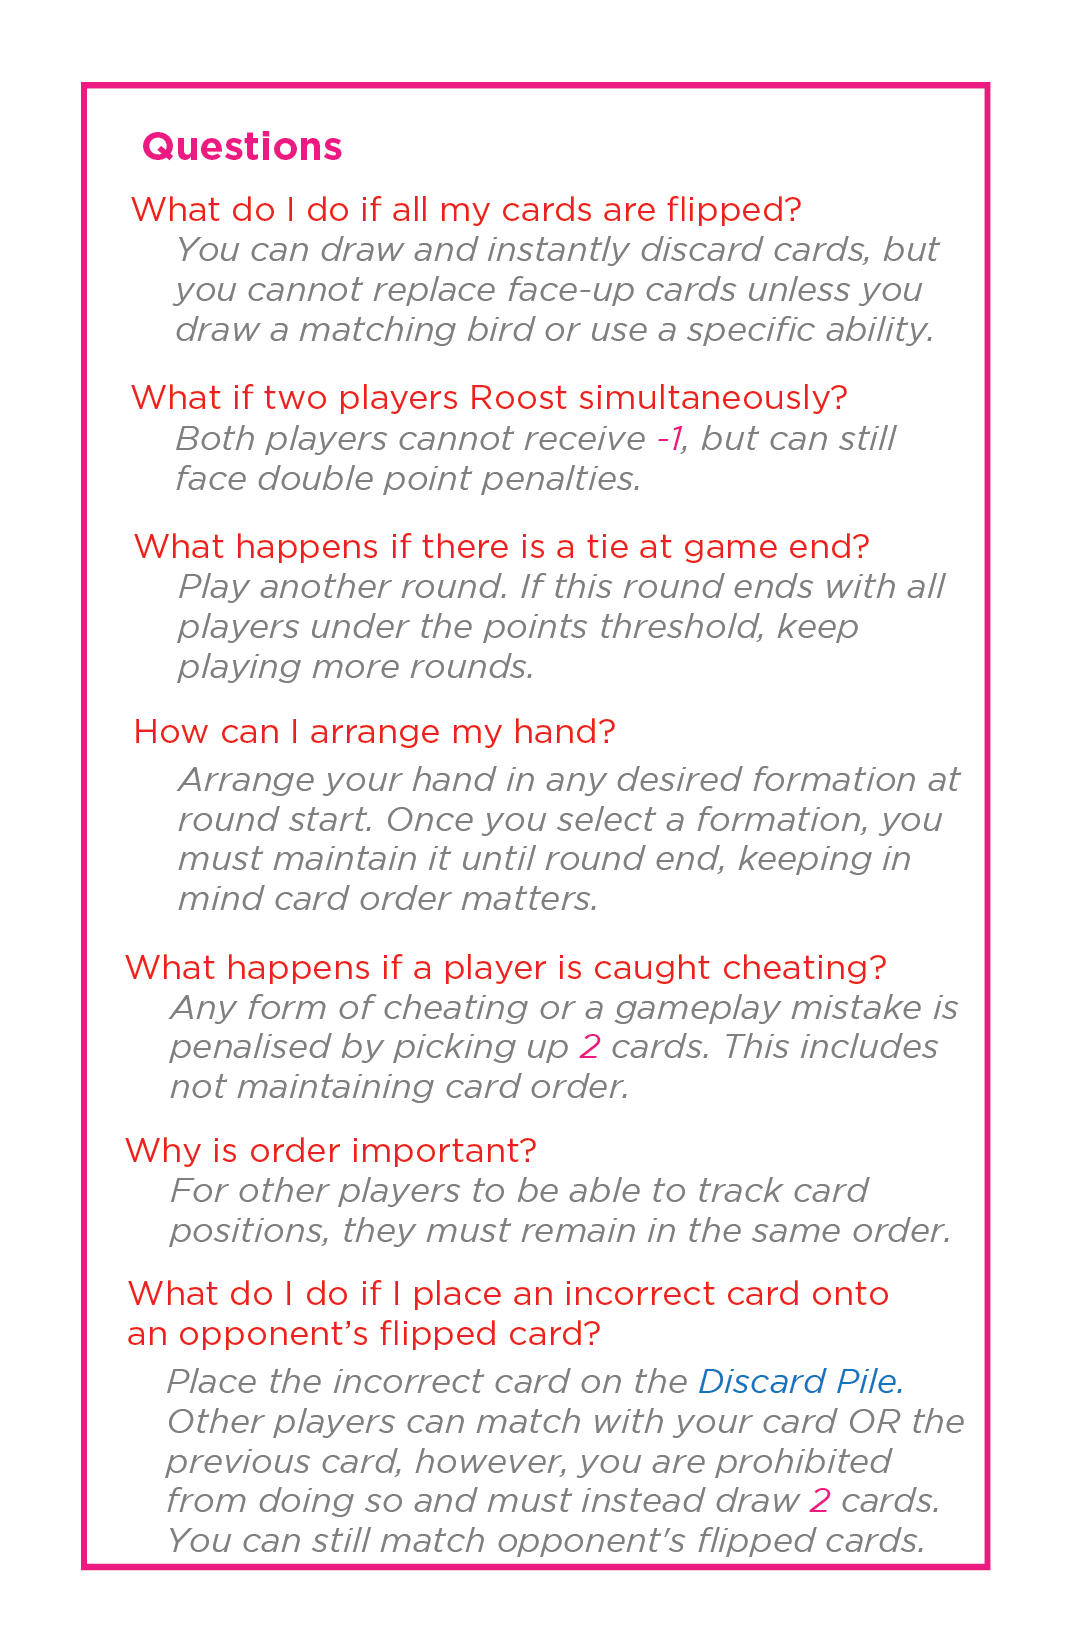 Questions
What do I do if all my cards are flipped?
You can draw and instantly discard cards, but
you cannot replace face-up cards unless you
draw a matching bird or use a specific ability.
What if two players Roost simultaneously?
Both players cannot receive -1, but can still
face double point penalties.
What happens if there is a tie at game end?
Play another round. If this round ends with all
players under the points threshold, keep
playing more rounds.
How can I arrange my hand?
Arrange your hand in any desired formation at
round start. Once you select a formation, you
must maintain it until round end, keeping in
mind card order matters.
What happens if a player is caught cheating?
Any form of cheating or a gameplay mistake is
penalised by picking up 2 cards. This includes
not maintaining card order.
Why is order important?
For other players to be able to track card
positions, they must remain in the same order.
What do I do if I place an incorrect card onto
an opponent’s flipped card?
Place the incorrect card on the Discard Pile.
Other players can match with your card OR the
previous card, however, you are prohibited
from doing so and must instead draw 2 cards.
You can still match opponent's flipped cards.